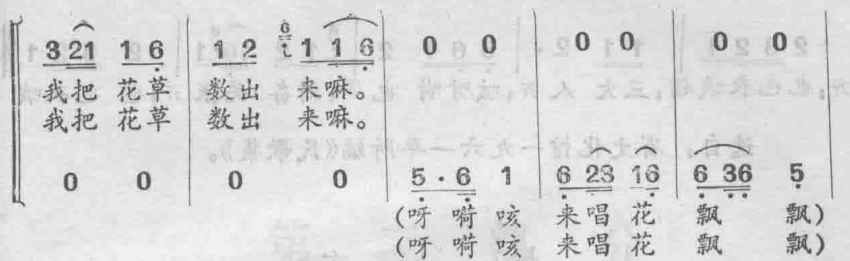 3 21 1 6 1 2 6 i 1 1 6 0 0 0 0 0 0
我把 花草 数出 来嘛。
我把 花草 数出 来嘛。
0 0 0 0 5 · 6 1 6 23 16 6 36 5
(呀 嗬 咳 来唱 花 飘 飘)
(呀 嗬 咳 来唱 花 飘 飘)